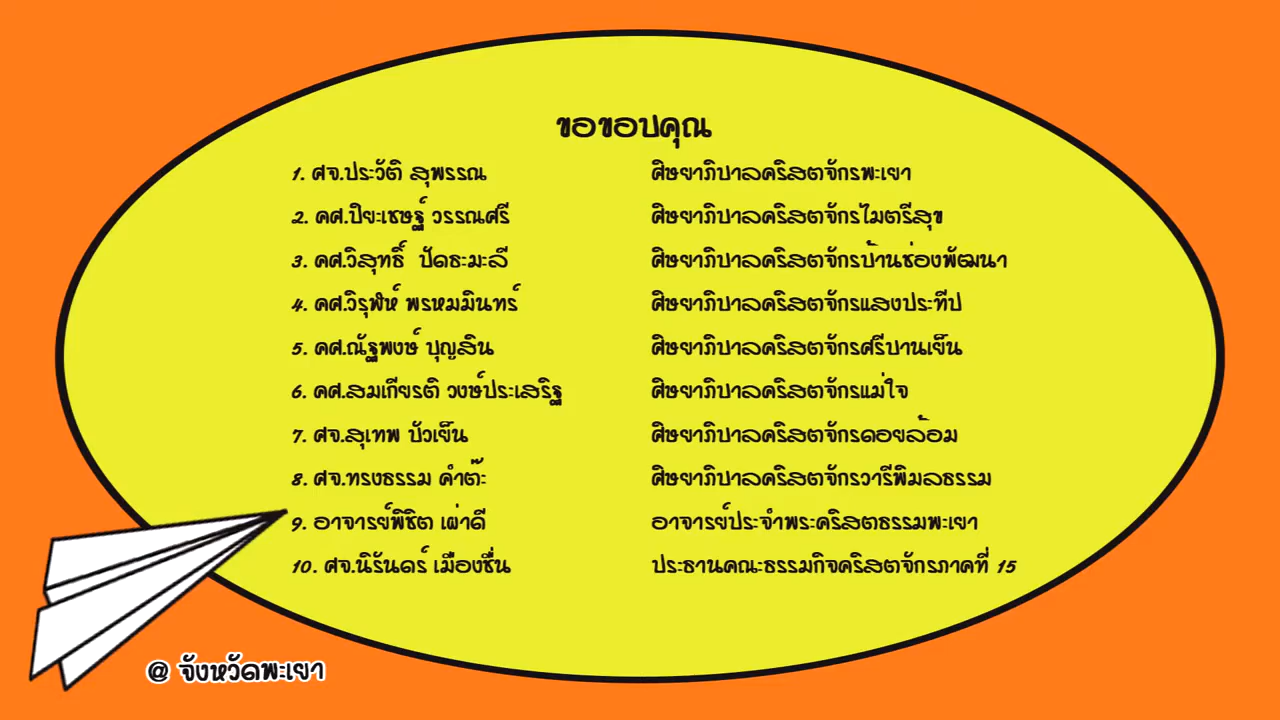 ขอขอบคุณ
1. ศจ.ประวัติ สุพรรณ ศิษยาภิบาลคริสตจักรพะเยา
2. คศ.ปิยะเชษฐ์ วรรณศรี ศิษยาภิบาลคริสตจักรไมตรีสุข
3. คศ.วิสุทธิ์ ปัดธะมะลี ศิษยาภิบาลคริสตจักรบ้านช่องพัฒนา
4. คศ.วิรุฬห์ พรหมมินทร์ ศิษยาภิบาลคริสตจักรแสงประทีป
5. คศ.ณัฐพงษ์ บุญสิน ศิษยาภิบาลคริสตจักรศรีบานเย็น
6. คศ.สมเกียรติ วงษ์ประเสริฐ ศิษยาภิบาลคริสตจักรแม่ใจ
7. ศจ.สุเทพ บัวเย็น ศิษยาภิบาลคริสตจักรดอยล้อม
8. ศจ.ทรงธรรม คำต๊ะ ศิษยาภิบาลคริสตจักรวารีพิมลธรรม
9. อาจารย์พิชิต เผ่าดี อาจารย์ประจำพระคริสตธรรมพะเยา
10. ศจ.นิรันดร์ เมืองชื่น ประธานคณะธรรมกิจคริสตจักรภาคที่ 15
@ จังหวัดพะเยา